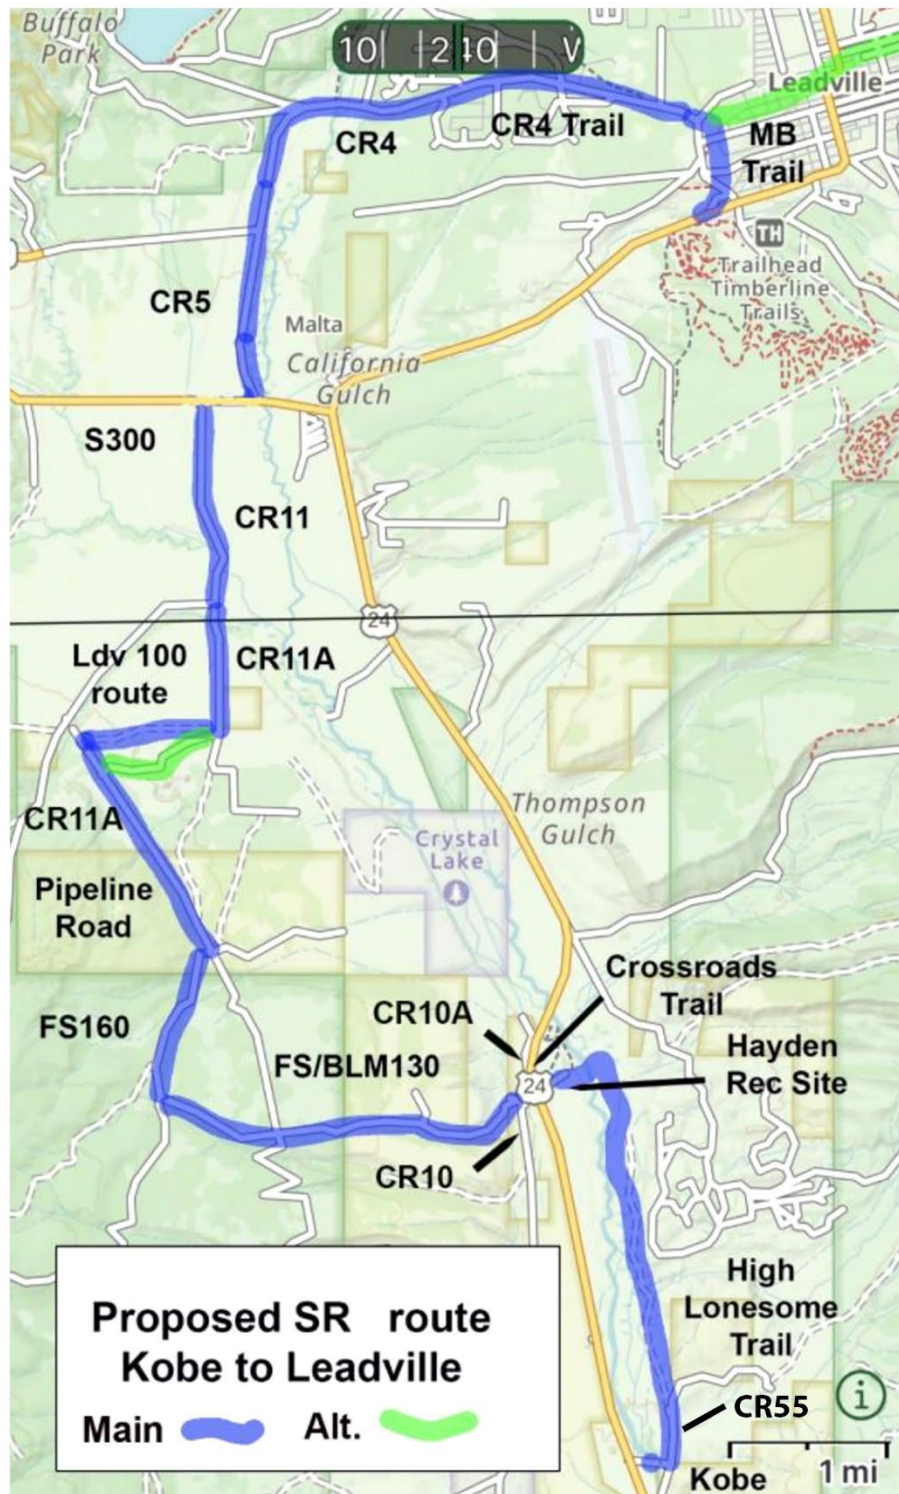 Buffalo
Park
10 240 W
Leadville
CR4
CR4 Trail
MB
Trail
TH
Trailhead
Timberline
Trails
CR5
Malta
California
Gulch
S300
CR11
24
Ldv 100
route
CR11A
CR11A
Thompson
Gulch
Crystal
Lake
Pipeline
Road
Crossroads
Trail
CR10A
FS160
Hayden
Rec Site
FS/BLM130
24
CR10
High
Lonesome
Trail
Proposed SR route
Kobe to Leadville
Main
Alt.
i
CR55
1 mi
Kobe